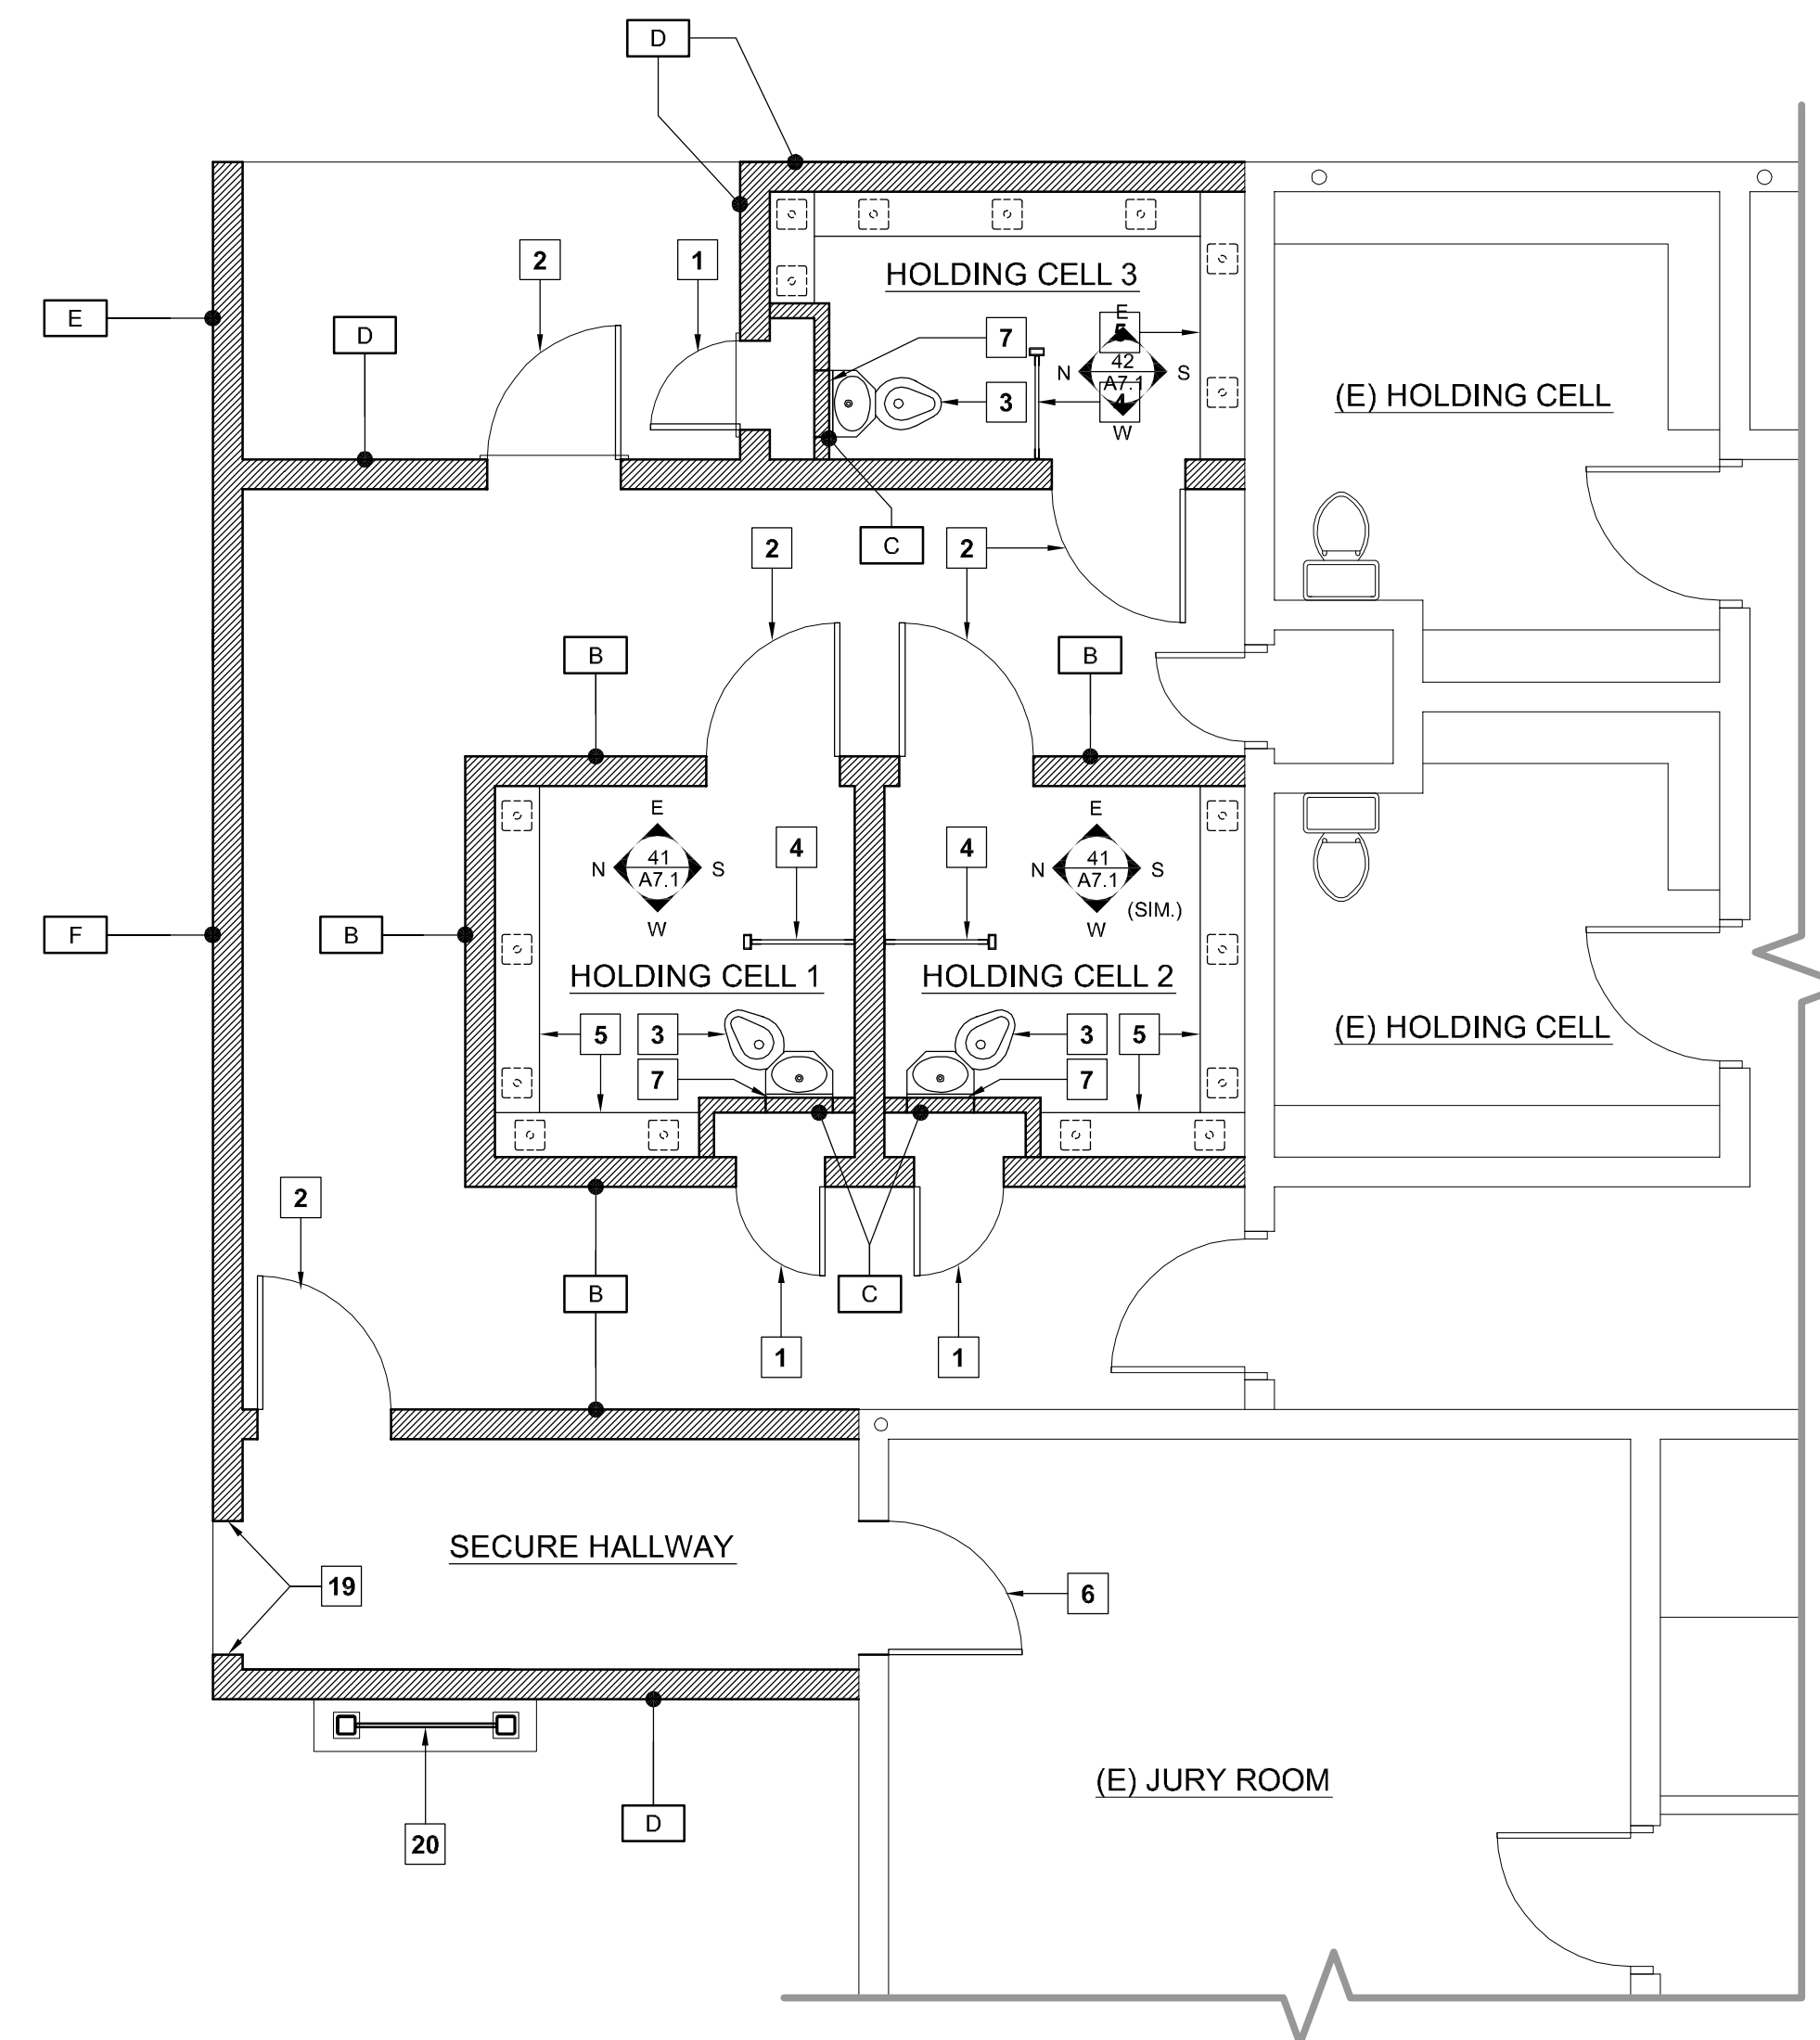 D
2
1
HOLDING CELL 3
E
E
5
7
D
42
N
S
A7.1
(E) HOLDING CELL
3
4
W
2
2
C
B
B
E
E
4
4
41
41
N
S
N
S
A7.1
A7.1
(SIM.)
W
W
F
B
HOLDING CELL 1
HOLDING CELL 2
5
3
3
5
(E) HOLDING CELL
7
7
2
B
C
1
1
SECURE HALLWAY
19
6
(E) JURY ROOM
D
20